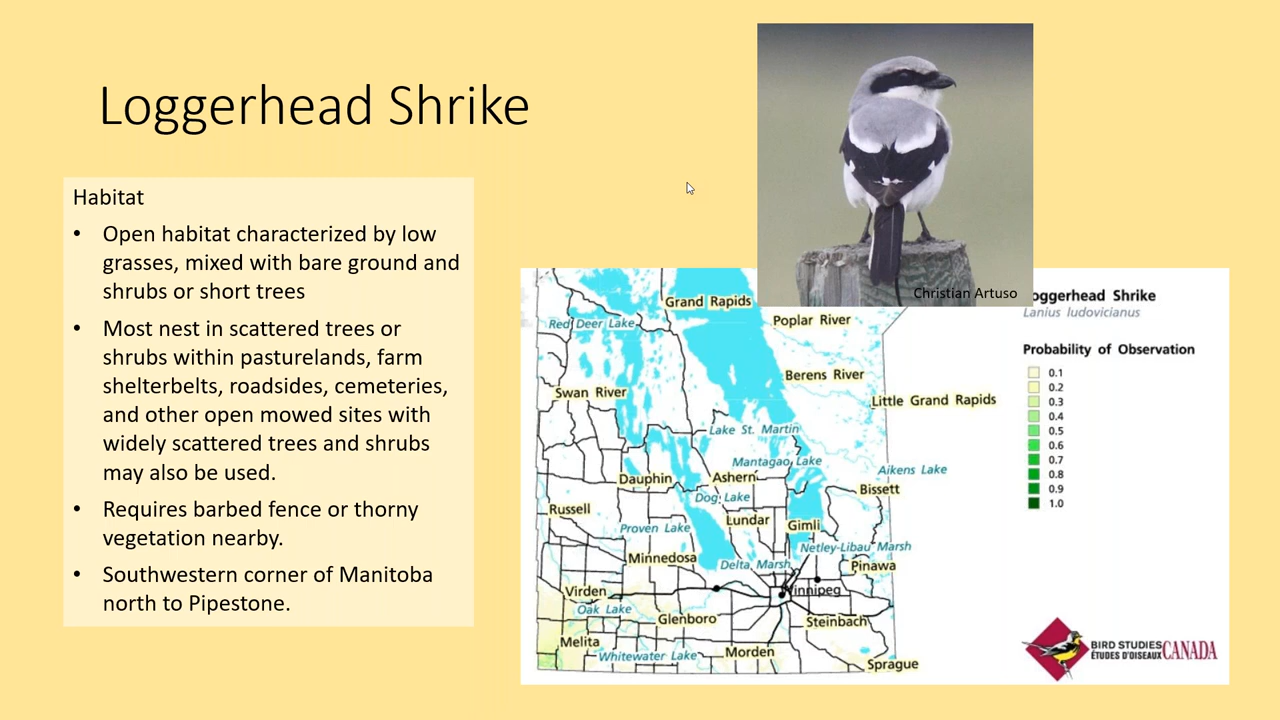 Loggerhead Shrike
Habitat
• Open habitat characterized by low
grasses, mixed with bare ground and
shrubs or short trees
• Most nest in scattered trees or
shrubs within pasturelands, farm
shelterbelts, roadsides, cemeteries,
and other open mowed sites with
widely scattered trees and shrubs
may also be used.
• Requires barbed fence or thorny
vegetation nearby.
• Southwestern corner of Manitoba
north to Pipestone.
Christian Artuso
Grand Rapids
Red Deer Lake
Poplar River
Berens River
Swan River
Little Grand Rapids
Lake St. Martin
Mantagao Lake
Aikens Lake
Dauphin
Ashern
Bissett
Dog Lake
Russell
Lundar
Gimli
Proven Lake
Netley-Libau Marsh
Minnedosa
Delta Marsh
Pinawa
Virden
Winnipeg
Oak Lake
Glenboro
Steinbach
Melita
Whitewater Lake
Morden
Sprague
oggerhead Shrike
Lanius ludovicianus
Probability of Observation
0.1
0.2
0.3
0.4
0.5
0.6
0.7
0.8
0.9
1.0
BIRD STUDIES
ÉTUDES D'OISEAUX CANADA